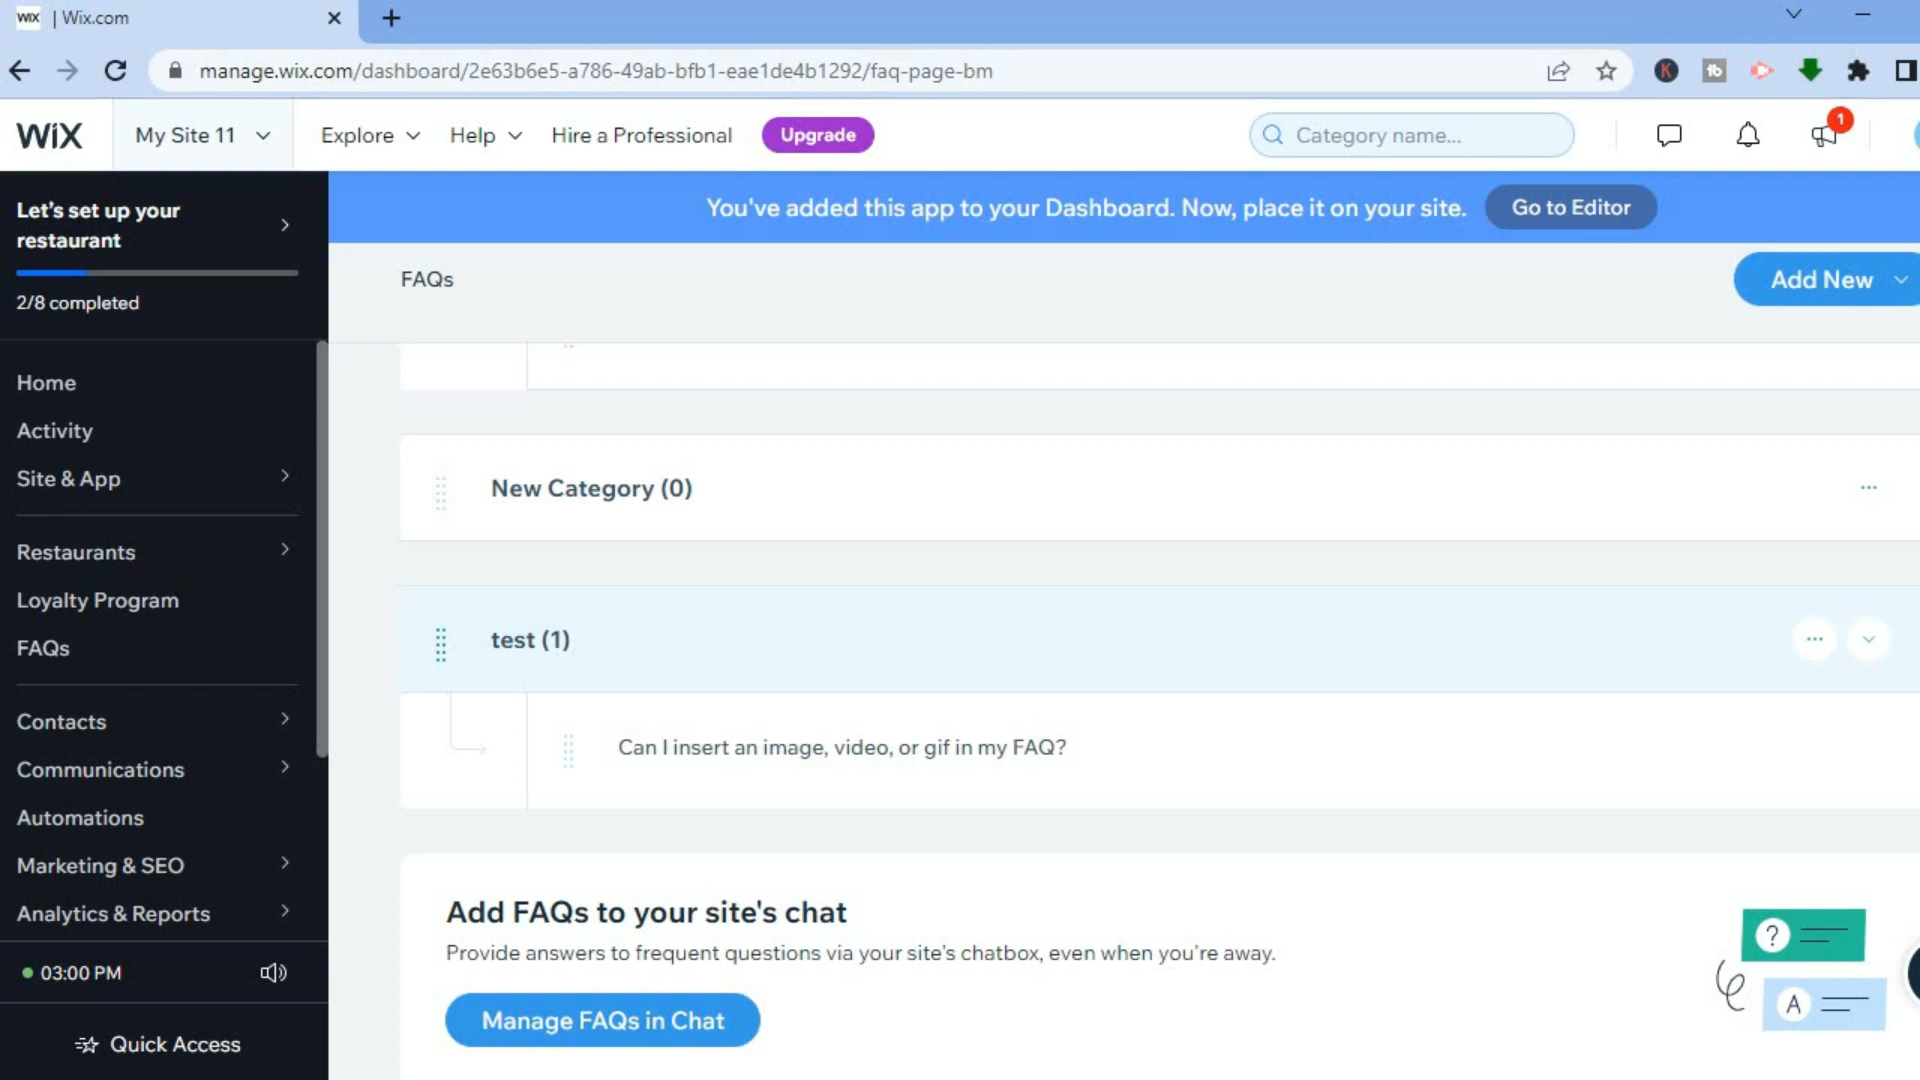 WIX | Wix.com
manage.wix.com/dashboard/2e63b6e5-a786-49ab-bfb1-eae1de4b1292/faq-page-bm
K
tb
WiX
My Site 11
Explore
Help
Hire a Professional
Upgrade
Category name...
1
Let's set up your
restaurant
2/8 completed
You've added this app to your Dashboard. Now, place it on your site.
Go to Editor
FAQs
Add New
Home
Activity
Site & App
Restaurants
Loyalty Program
FAQs
Contacts
Communications
Automations
Marketing & SEO
Analytics & Reports
03:00 PM
Quick Access
New Category (0)
test (1)
Can I insert an image, video, or gif in my FAQ?
Add FAQs to your site's chat
Provide answers to frequent questions via your site's chatbox, even when you're away.
Manage FAQs in Chat
?
A